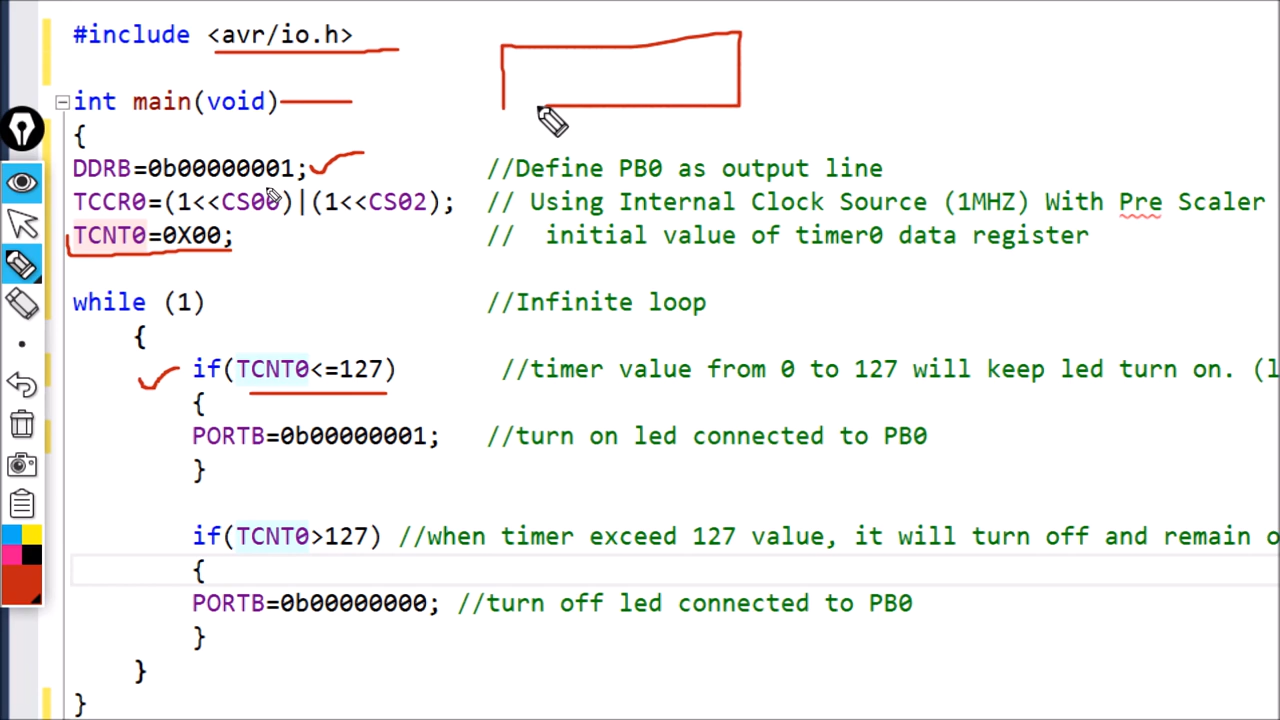 #include <avr/io.h>
int main(void)
{
DDRB=0b00000001; //Define PB0 as output line
TCCR0=(1<<CS00)|(1<<CS02); // Using Internal Clock Source (1MHZ) With Pre Scaler
TCNT0=0X00; // initial value of timer0 data register
while (1) //Infinite loop
{
if(TCNT0<=127) //timer value from 0 to 127 will keep led turn on. (l
{
PORTB=0b00000001; //turn on led connected to PB0
}
if(TCNT0>127) //when timer exceed 127 value, it will turn off and remain o
{
PORTB=0b00000000; //turn off led connected to PB0
}
}
}